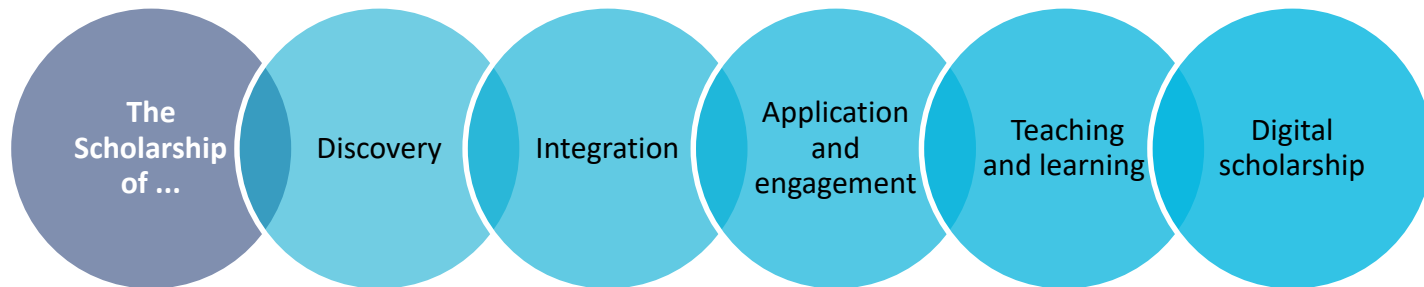 The
Scholarship
of ...
Discovery
Integration
Application
and
engagement
Teaching
and learning
Digital
scholarship